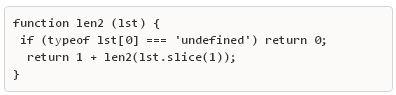 function len2 (lst) {
 if (typeof lst[0] === 'undefined') return 0;
  return 1 + len2(lst.slice(1));
}